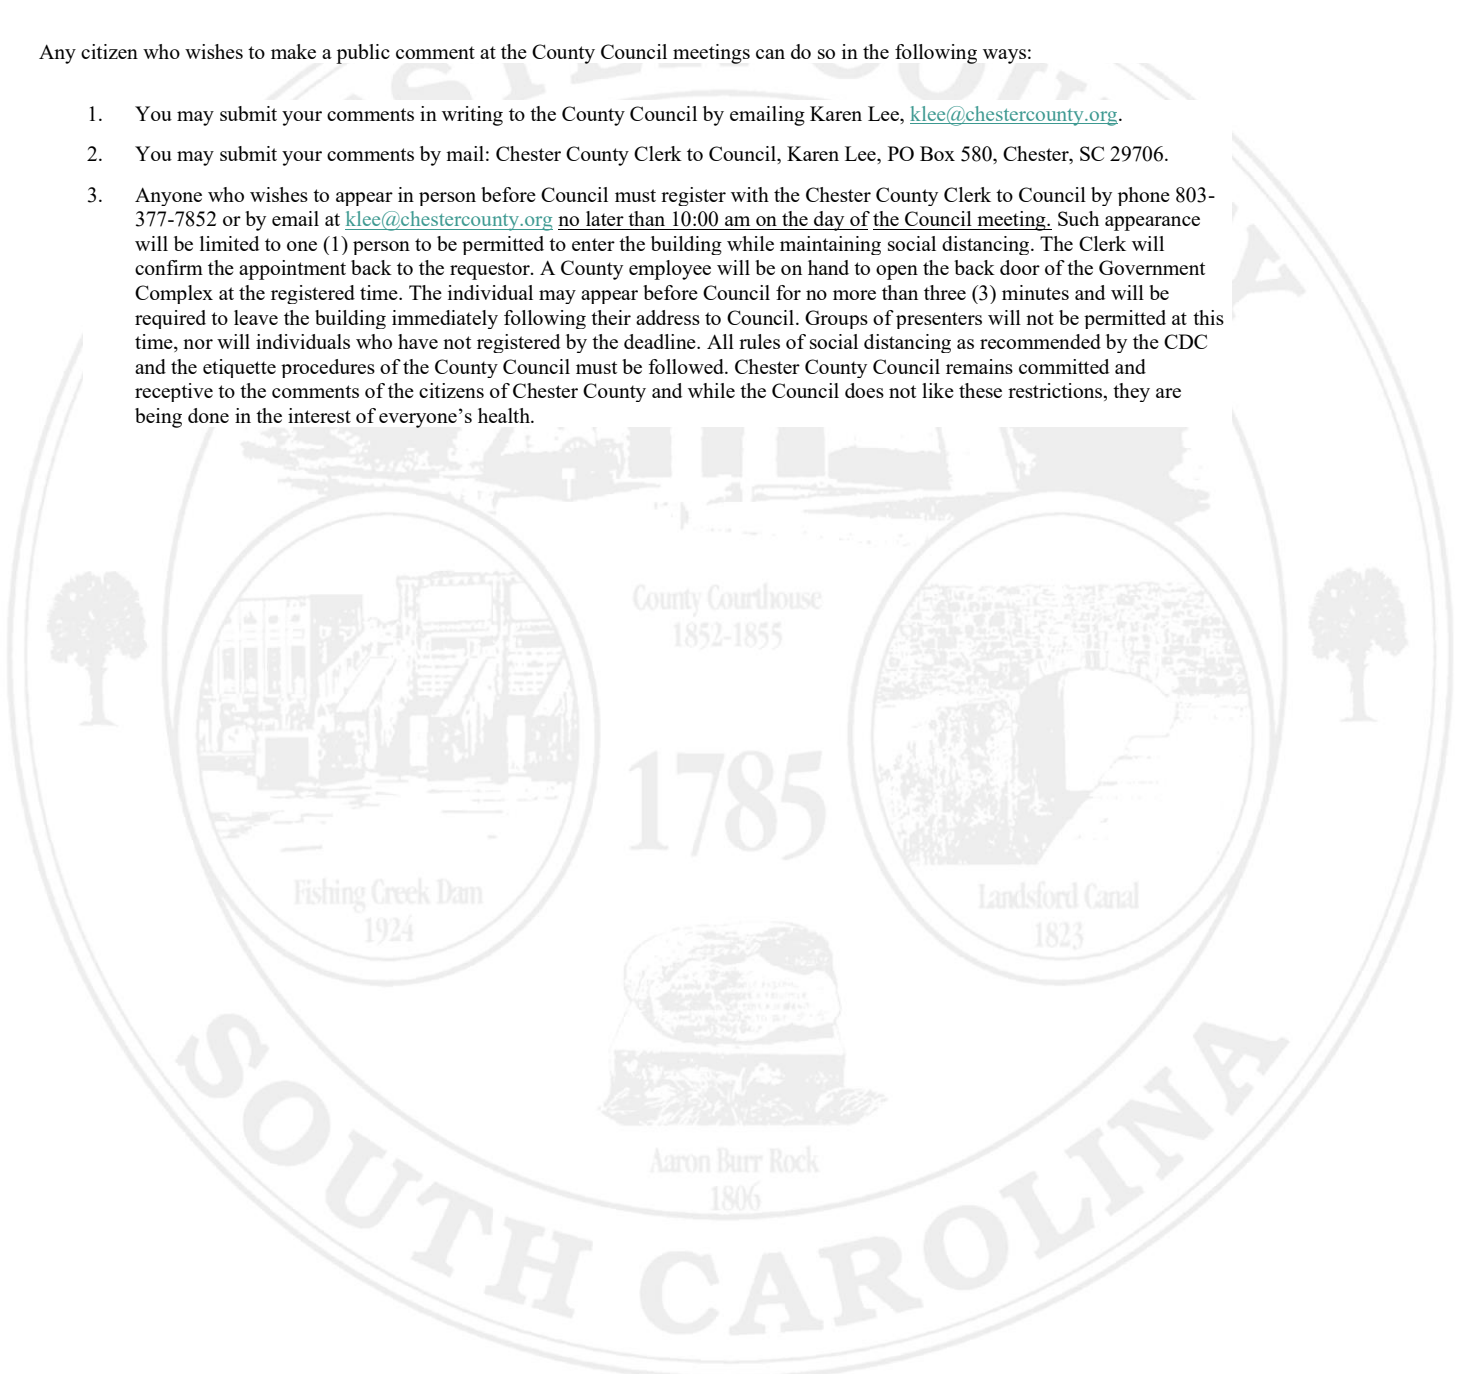 Any citizen who wishes to make a public comment at the County Council meetings can do so in the following ways:
1. You may submit your comments in writing to the County Council by emailing Karen Lee, klee@chestercounty.org.
2. You may submit your comments by mail: Chester County Clerk to Council, Karen Lee, PO Box 580, Chester, SC 29706.
3. Anyone who wishes to appear in person before Council must register with the Chester County Clerk to Council by phone 803-
377-7852 or by email at klee@chestercounty.org no later than 10:00 am on the day of the Council meeting. Such appearance
will be limited to one (1) person to be permitted to enter the building while maintaining social distancing. The Clerk will
confirm the appointment back to the requestor. A County employee will be on hand to open the back door of the Government
Complex at the registered time. The individual may appear before Council for no more than three (3) minutes and will be
required to leave the building immediately following their address to Council. Groups of presenters will not be permitted at this
time, nor will individuals who have not registered by the deadline. All rules of social distancing as recommended by the CDC
and the etiquette procedures of the County Council must be followed. Chester County Council remains committed and
receptive to the comments of the citizens of Chester County and while the Council does not like these restrictions, they are
being done in the interest of everyone’s health.
County Courthouse
1852-1855
1785
Fishing Creek Dam
1924
Landsford Canal
1823
Aaron Burr Rock
1806
SOUTH CAROLINA